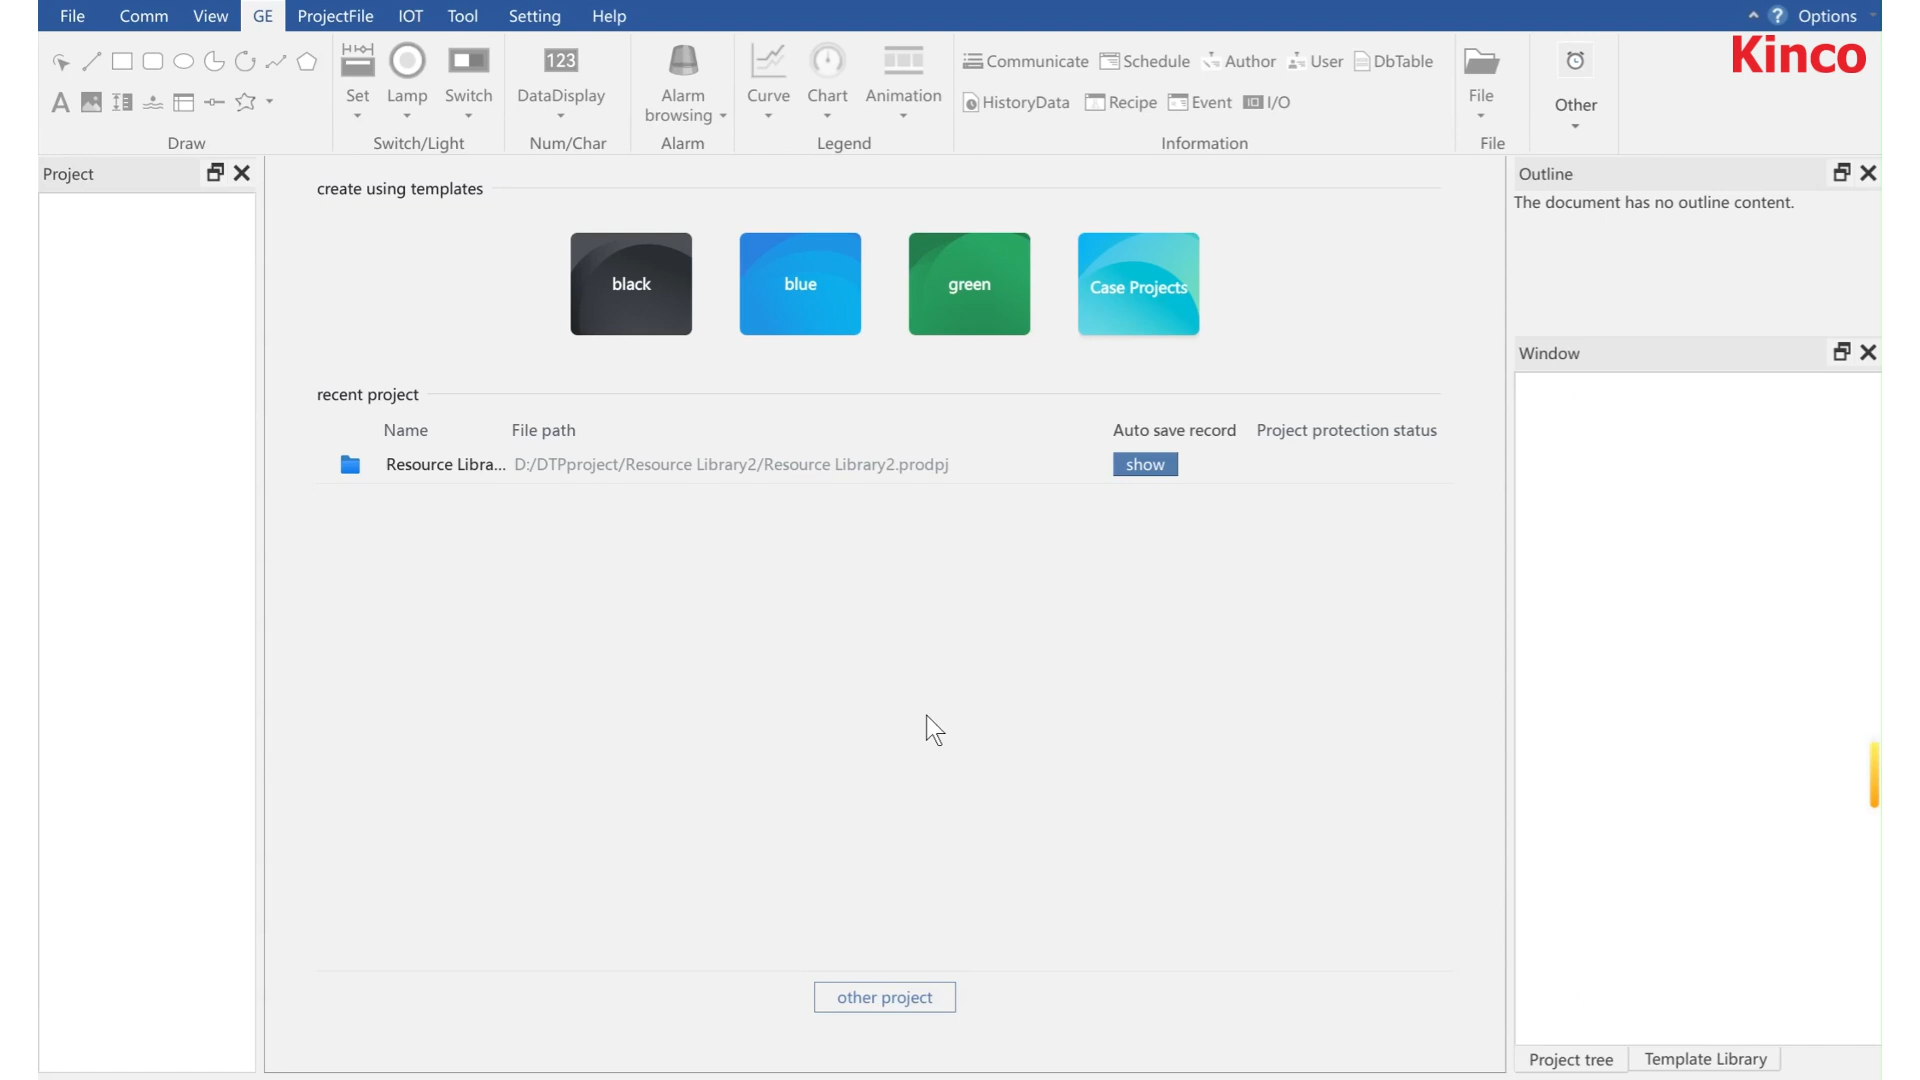 File Comm View GE ProjectFile IOT Tool Setting Help Options
Kinco
Set Lamp Switch DataDisplay Alarm browsing Curve Chart Animation
123
Communicate Schedule Author User DbTable
HistoryData Recipe Event I/O
File Other
A
Draw Switch/Light Num/Char Alarm Legend Information File
Project
create using templates
black blue green Case Projects
recent project
Name File path Auto save record Project protection status
Resource Libra... D:/DTPproject/Resource Library2/Resource Library2.prodpj show
other project
Outline
The document has no outline content.
Window
Project tree Template Library